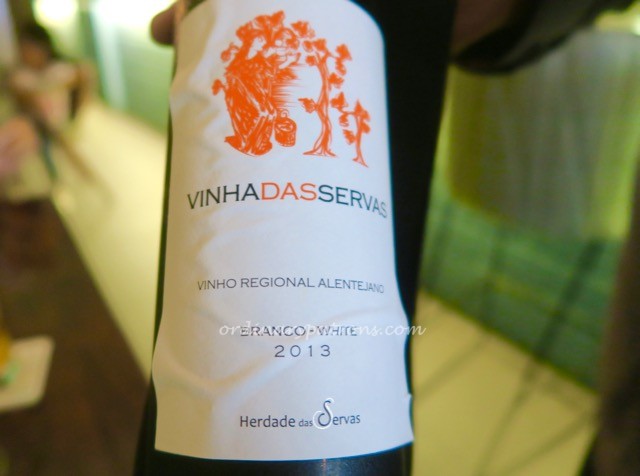 VINHADASSERVAS
VINHO REGIONAL ALENTEJANO
BRANCO • WHITE
2013
Herdade das Servas